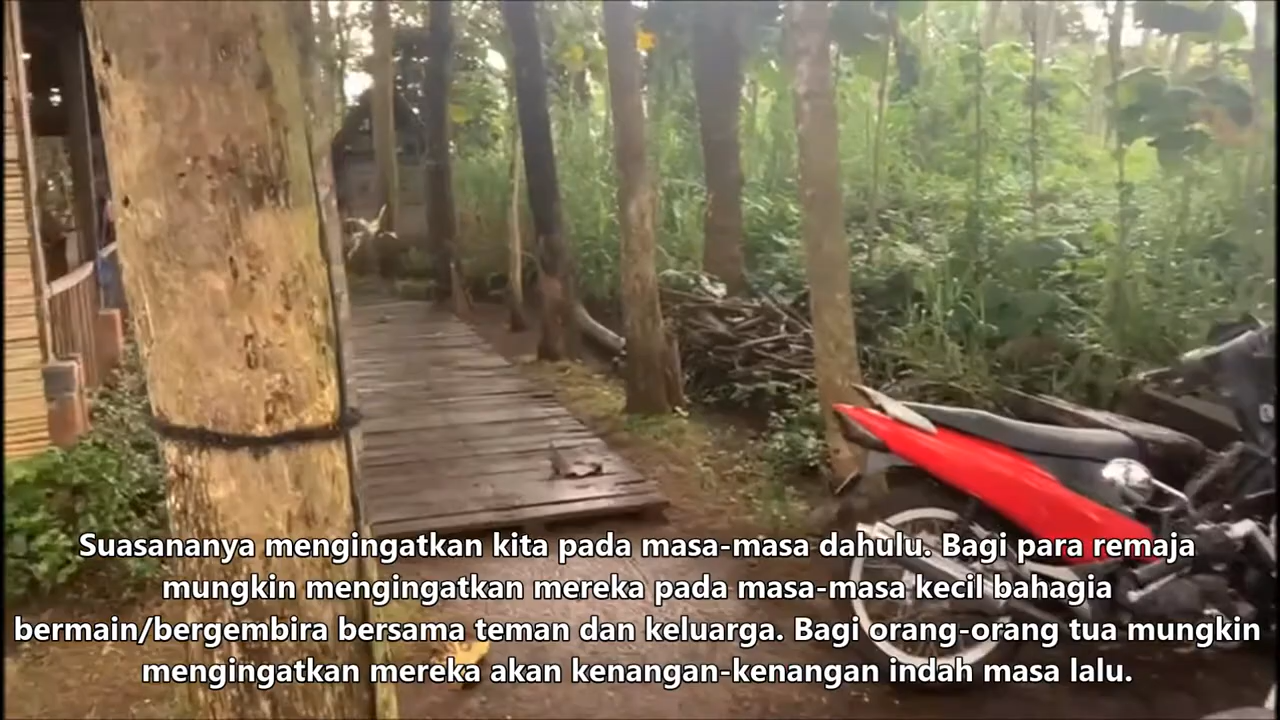 Suasananya mengingatkan kita pada masa-masa dahulu. Bagi para remaja
mungkin mengingatkan mereka pada masa-masa kecil bahagia
bermain/bergembira bersama teman dan keluarga. Bagi orang-orang tua mungkin
mengingatkan mereka akan kenangan-kenangan indah masa lalu.